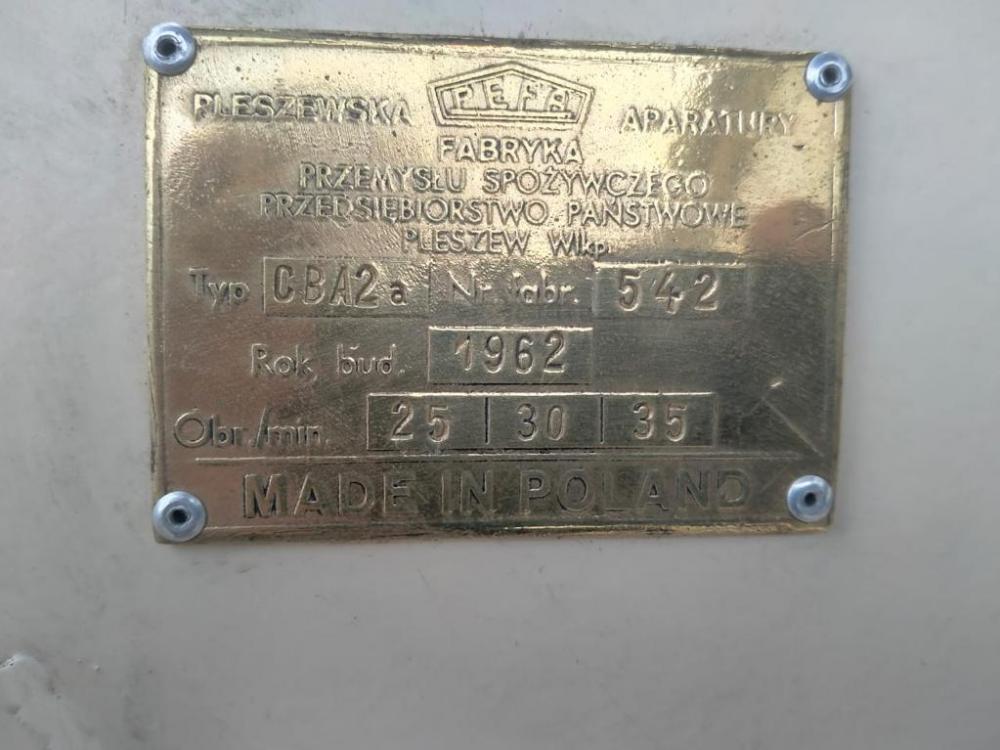 PEFA
PLESZEWSKA APARATURY
FABRYKA
PRZEMYSŁU SPOŻYWCZEGO
PRZEDSIĘBIORSTWO PAŃSTWOWE
PLESZEW Wlkp.
Typ CBA2a Nr. fabr. 542
Rok bud. 1962
Obr./min. 25 30 35
MADE IN POLAND